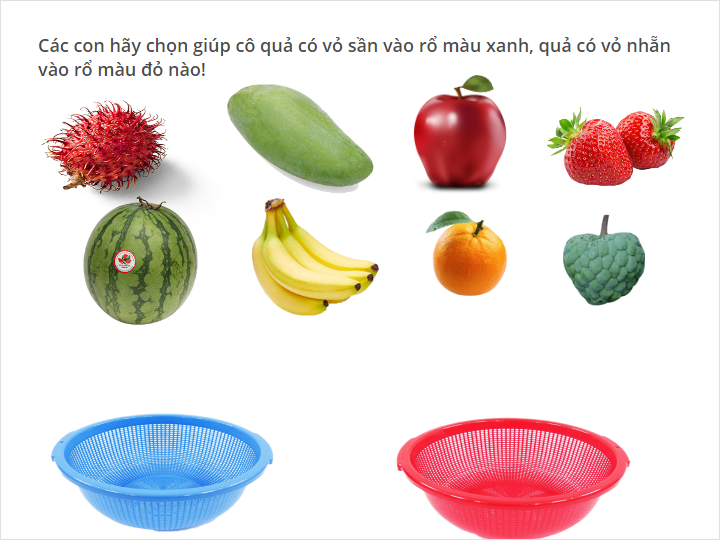 Các con hãy chọn giúp cô quả có vỏ sần vào rổ màu xanh, quả có vỏ nhẵn
vào rổ màu đỏ nào!